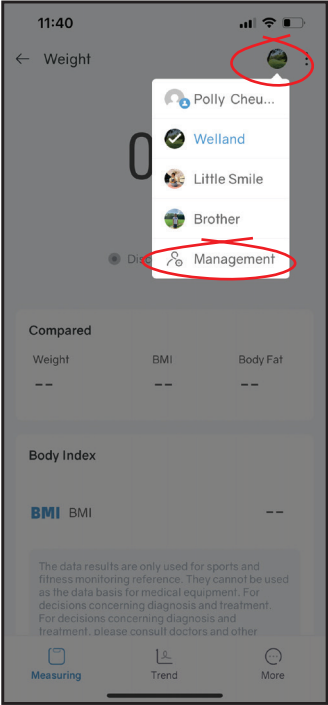 11:40
Weight
Polly Cheu...
Welland
Little Smile
Brother
Management
0
Disc
Compared
Weight BMI Body Fat
-- -- --
Body Index
BMI BMI --
The data results are only used for sports and
fitness monitoring reference. They cannot be used
as the data basis for medical equipment. For
decisions concerning diagnosis and treatment.
For decisions concerning diagnosis and
treatment, please consult doctors and other
Measuring Trend More